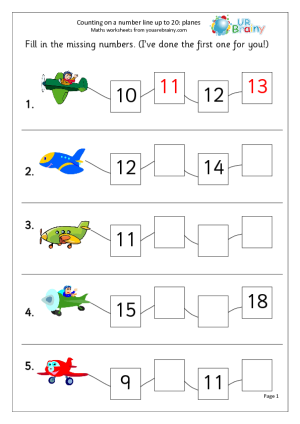 Counting on a number line up to 20: planes
Maths worksheets from yourebrainy.com
UR
Brainy
Fill in the missing numbers. (I've done the first one for you!)
1. 10 11 12 13
2. 12 14
3. 11
4. 15 18
5. 9 11
Page 1